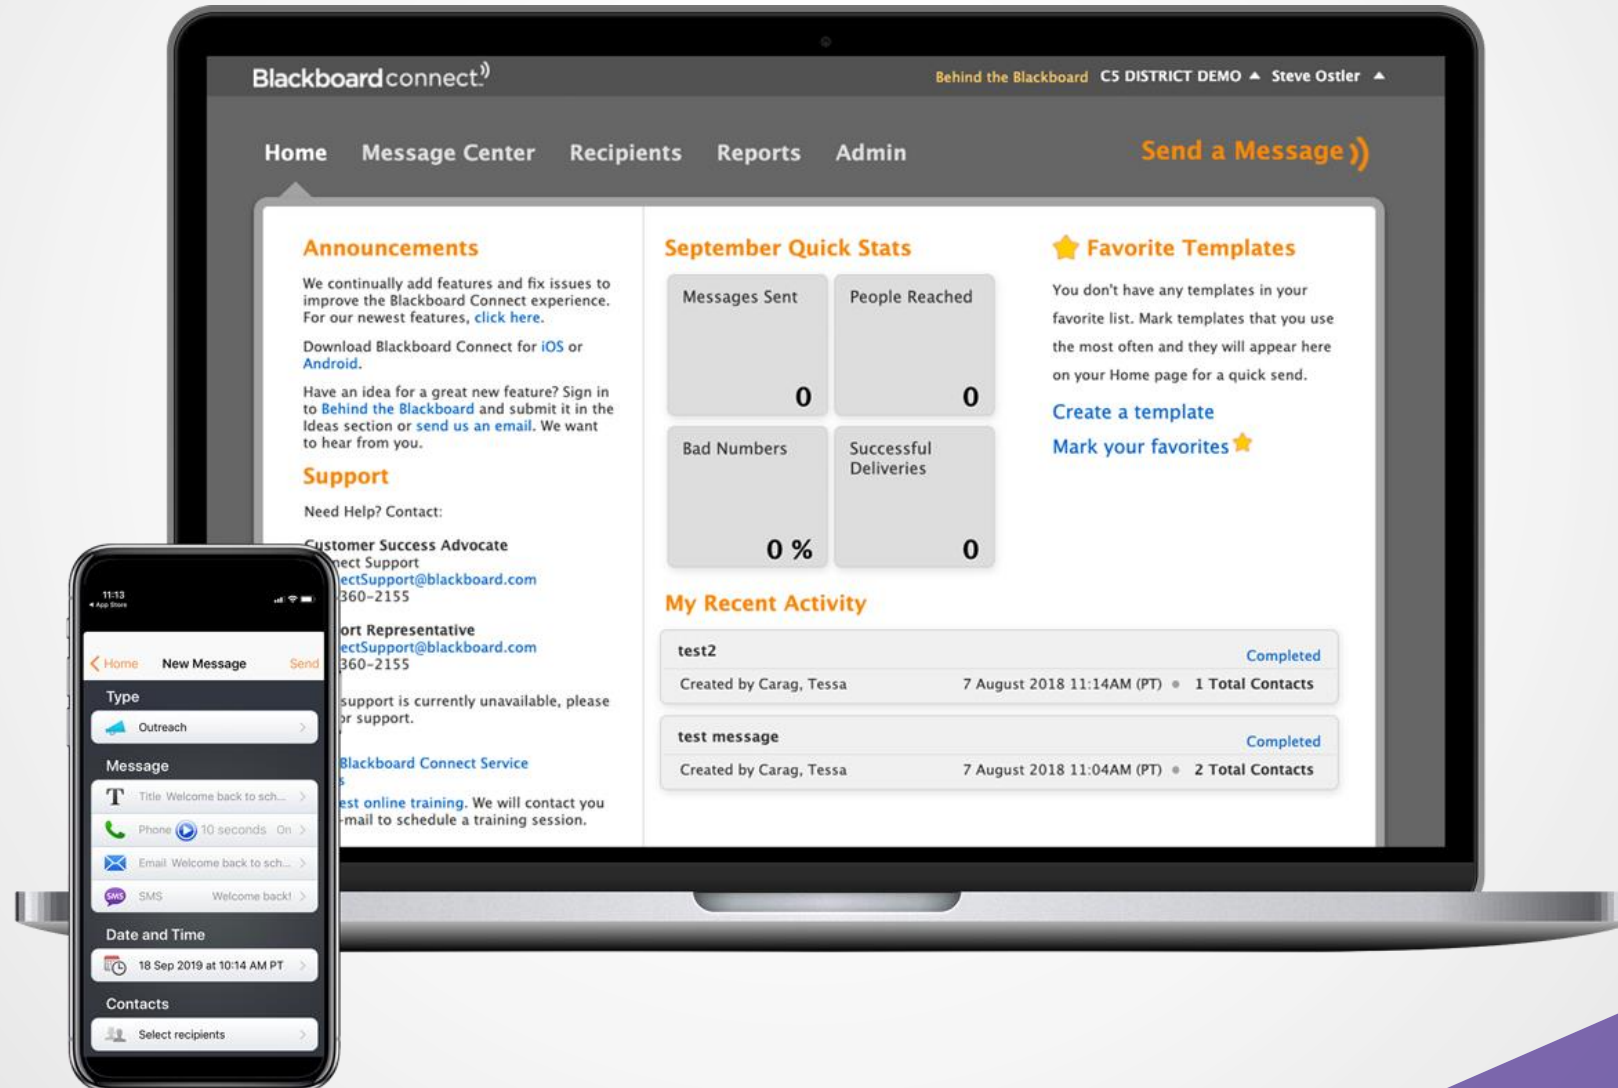 Blackboard connect
Behind the Blackboard C5 DISTRICT DEMO Steve Ostler
Home Message Center Recipients Reports Admin Send a Message
Announcements
We continually add features and fix issues to
improve the Blackboard Connect experience.
For our newest features, click here.
Download Blackboard Connect for iOS or
Android.
Have an idea for a great new feature? Sign in
to Behind the Blackboard and submit it in the
Ideas section or send us an email. We want
to hear from you.
Support
Need Help? Contact:
Customer Success Advocate
Support
@blackboard.com
360-2155
Representative
@blackboard.com
360-2155
support is currently unavailable, please
support.
Blackboard Connect Service
online training. We will contact you
to schedule a training session.
September Quick Stats
Messages Sent
0
People Reached
0
Bad Numbers
0 %
Successful
Deliveries
0
My Recent Activity
test2
Completed
Created by Carag, Tessa 7 August 2018 11:14AM (PT) • 1 Total Contacts
test message
Completed
Created by Carag, Tessa 7 August 2018 11:04AM (PT) • 2 Total Contacts
Favorite Templates
You don't have any templates in your
favorite list. Mark templates that you use
the most often and they will appear here
on your Home page for a quick send.
Create a template
Mark your favorites
11:13
App Store
Home New Message Send
Type
Outreach
Message
T Title Welcome back to sch...
Phone 10 seconds On
Email Welcome back to sch...
SMS SMS Welcome back!
Date and Time
18 Sep 2019 at 10:14 AM PT
Contacts
Select recipients